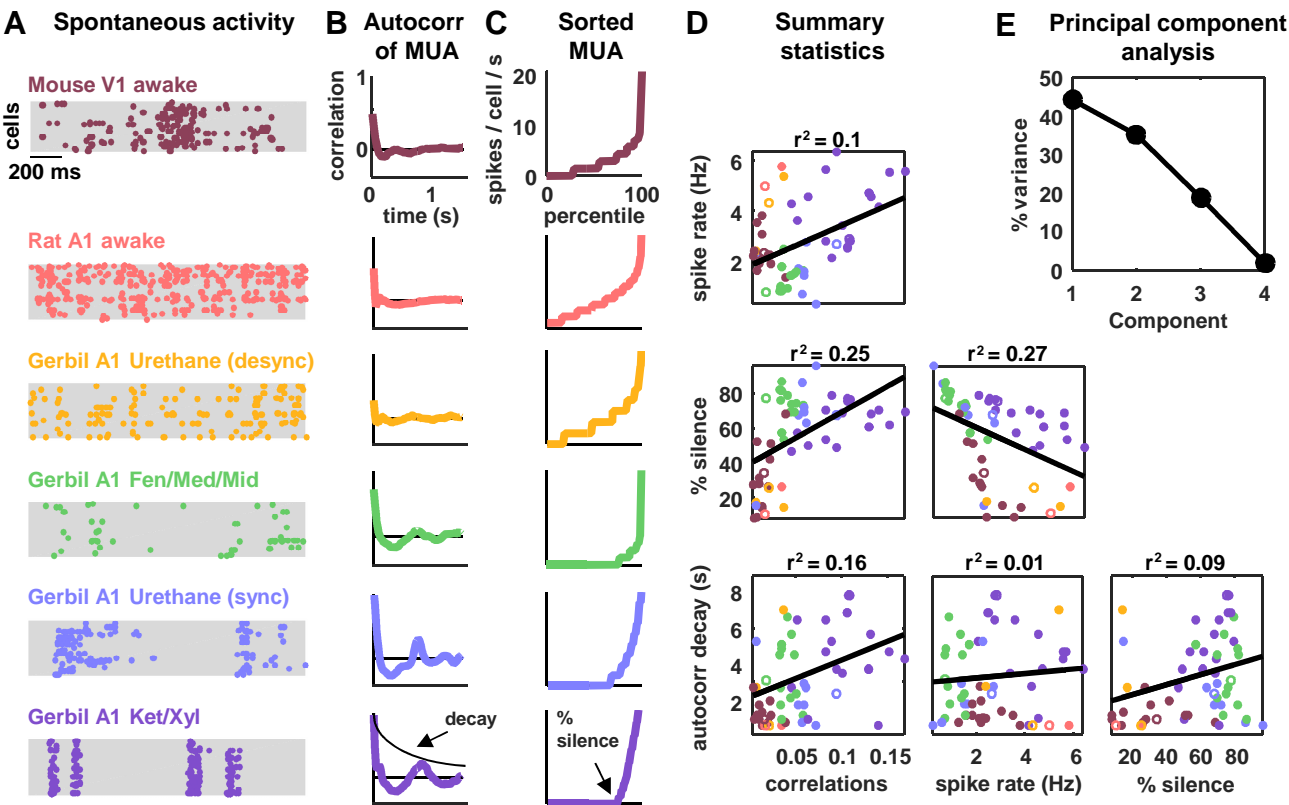 A Spontaneous activity
B Autocorr of MUA
C Sorted MUA
D Summary statistics
E Principal component analysis
Mouse V1 awake
cells
200 ms
Rat A1 awake
Gerbil A1 Urethane (desync)
Gerbil A1 Fen/Med/Mid
Gerbil A1 Urethane (sync)
Gerbil A1 Ket/Xyl
correlation
1
0
0
1
time (s)
decay
spikes / cell / s
20
10
0
0
100
percentile
%
silence
r² = 0.1
spike rate (Hz)
6
4
2
r² = 0.25
% silence
80
60
40
20
r² = 0.27
r² = 0.16
autocorr decay (s)
8
6
4
2
0.05 0.1 0.15
correlations
r² = 0.01
2 4 6
spike rate (Hz)
r² = 0.09
20 40 60 80
% silence
% variance
50
40
30
20
10
0
1 2 3 4
Component